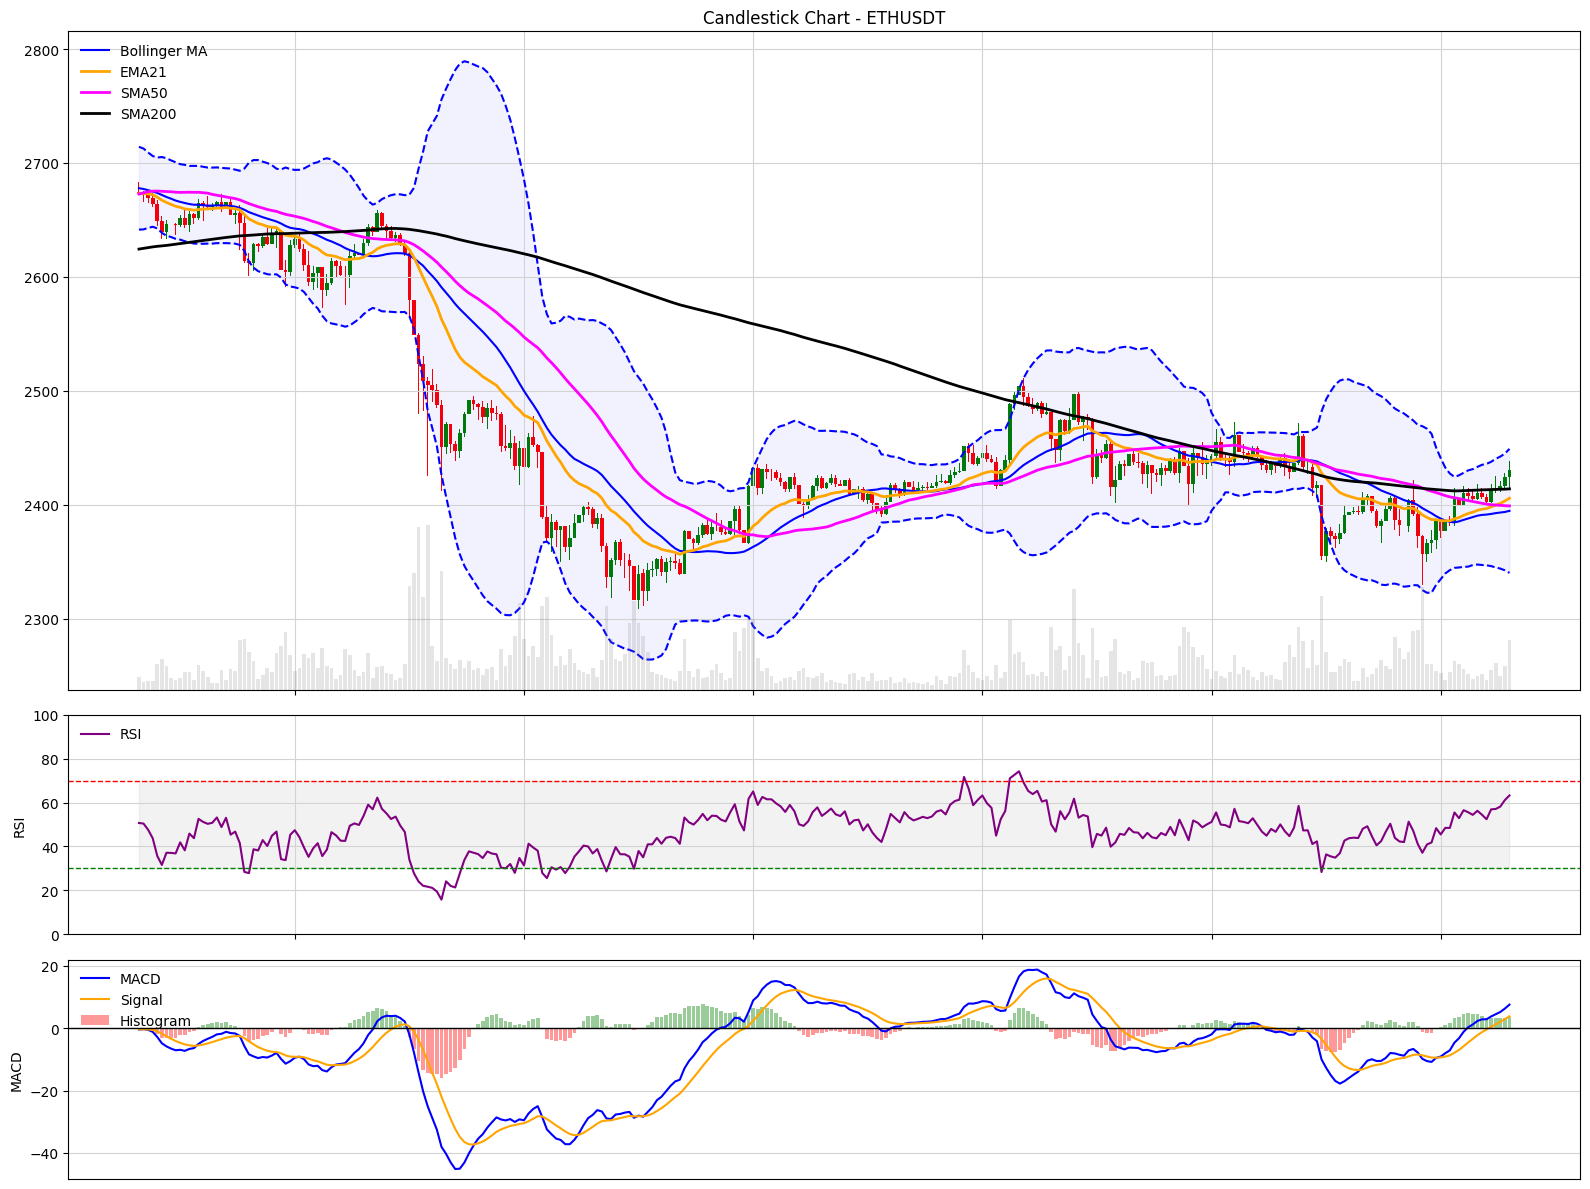 Candlestick Chart - ETHUSDT
Bollinger MA
EMA21
SMA50
SMA200
2800
2700
2600
2500
2400
2300
RSI
RSI
100
80
60
40
20
0
MACD
Signal
Histogram
MACD
20
0
−20
−40